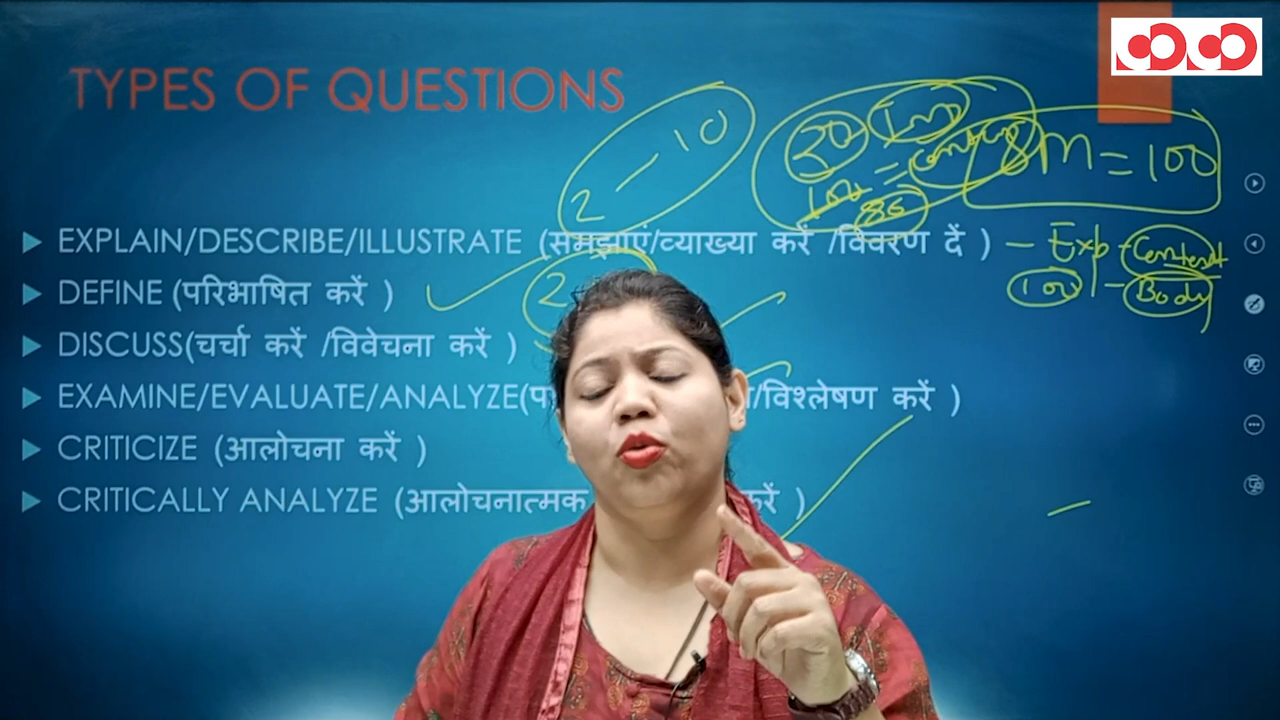 TYPES OF QUESTIONS
2 – 10
20
8M = 100
EXPLAIN/DESCRIBE/ILLUSTRATE (समझाएं/व्याख्या करें /विवरण दें ) – Exp – Content
100 – Body
DEFINE (परिभाषित करें )
2
DISCUSS(चर्चा करें /विवेचना करें )
EXAMINE/EVALUATE/ANALYZE( /विश्लेषण करें )
CRITICIZE (आलोचना करें )
CRITICALLY ANALYZE (आलोचनात्मक करें )